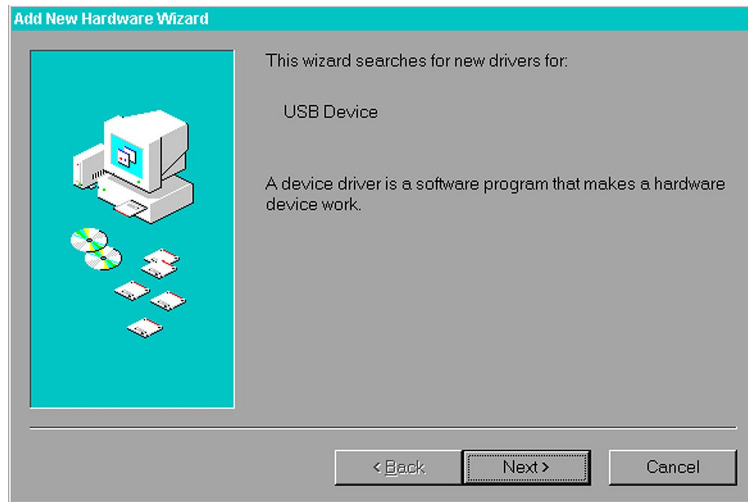 Add New Hardware Wizard
This wizard searches for new drivers for:
USB Device
A device driver is a software program that makes a hardware
device work.
< Back
Next >
Cancel